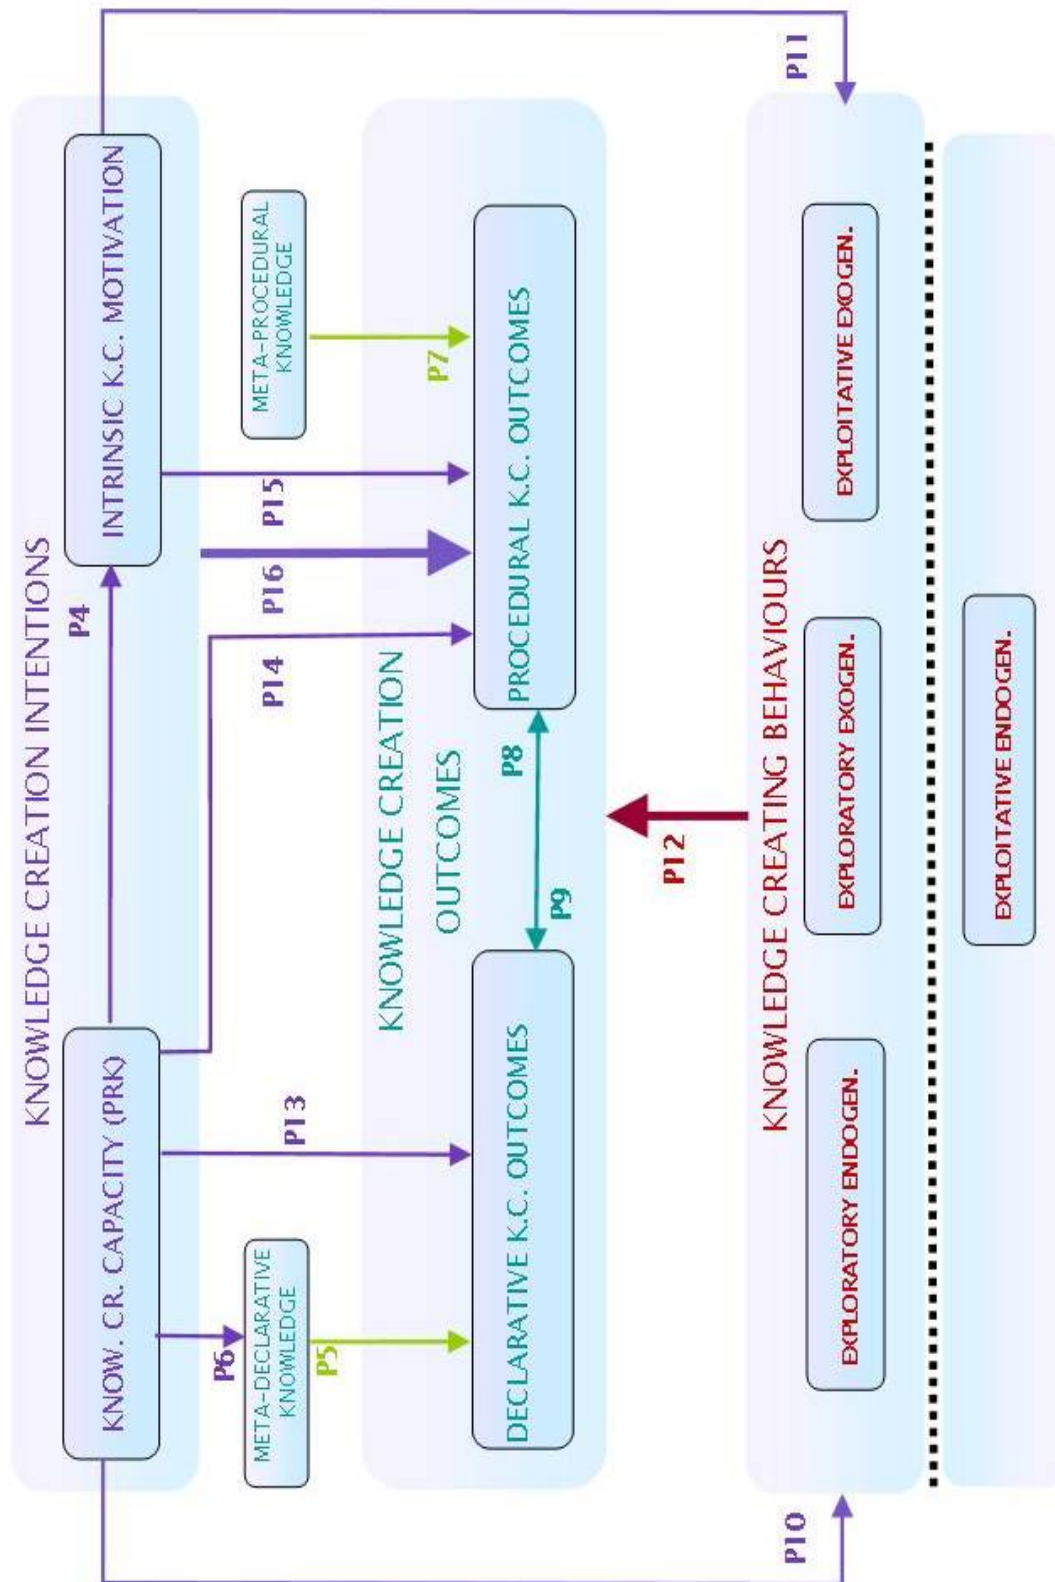 KNOWLEDGE CREATION INTENTIONS
KNOW. CR. CAPACITY (PRK)
P4
INTRINSIC K.C. MOTIVATION
P6
META-DECLARATIVE
KNOWLEDGE
P5
P13
P14
P16
P15
META-PROCEDURAL
KNOWLEDGE
P7
KNOWLEDGE CREATION
OUTCOMES
DECLARATIVE K.C. OUTCOMES
P9
P8
PROCEDURAL K.C. OUTCOMES
P12
P10
P11
KNOWLEDGE CREATING BEHAVIOURS
EXPLORATORY ENDOGEN.
EXPLORATORY EXOGEN.
EXPLOITATIVE EXOGEN.
EXPLOITATIVE ENDOGEN.